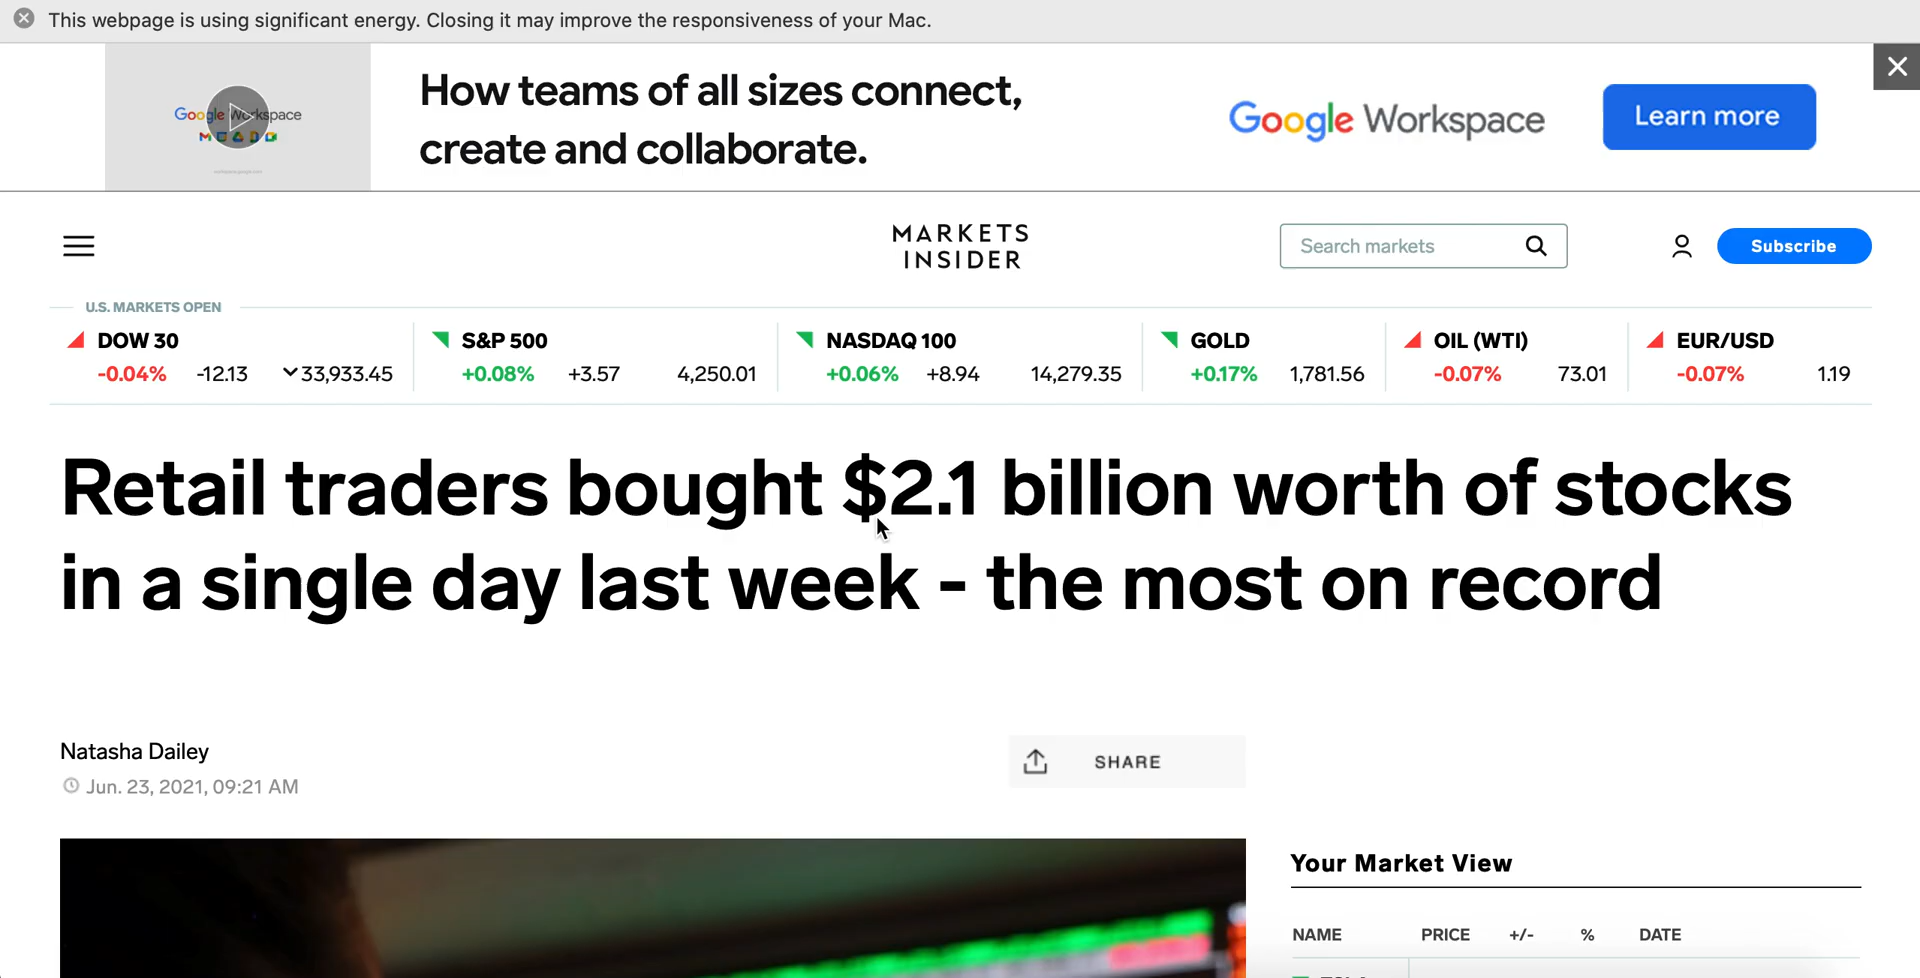 This webpage is using significant energy. Closing it may improve the responsiveness of your Mac.
Google Workspace
How teams of all sizes connect,
create and collaborate.
Google Workspace
Learn more
MARKETS
INSIDER
Search markets
Subscribe
U.S. MARKETS OPEN
DOW 30
-0.04% -12.13 33,933.45
S&P 500
+0.08% +3.57 4,250.01
NASDAQ 100
+0.06% +8.94 14,279.35
GOLD
+0.17% 1,781.56
OIL (WTI)
-0.07% 73.01
EUR/USD
-0.07% 1.19
Retail traders bought $2.1 billion worth of stocks
in a single day last week - the most on record
Natasha Dailey
Jun. 23, 2021, 09:21 AM
SHARE
Your Market View
NAME PRICE +/- % DATE